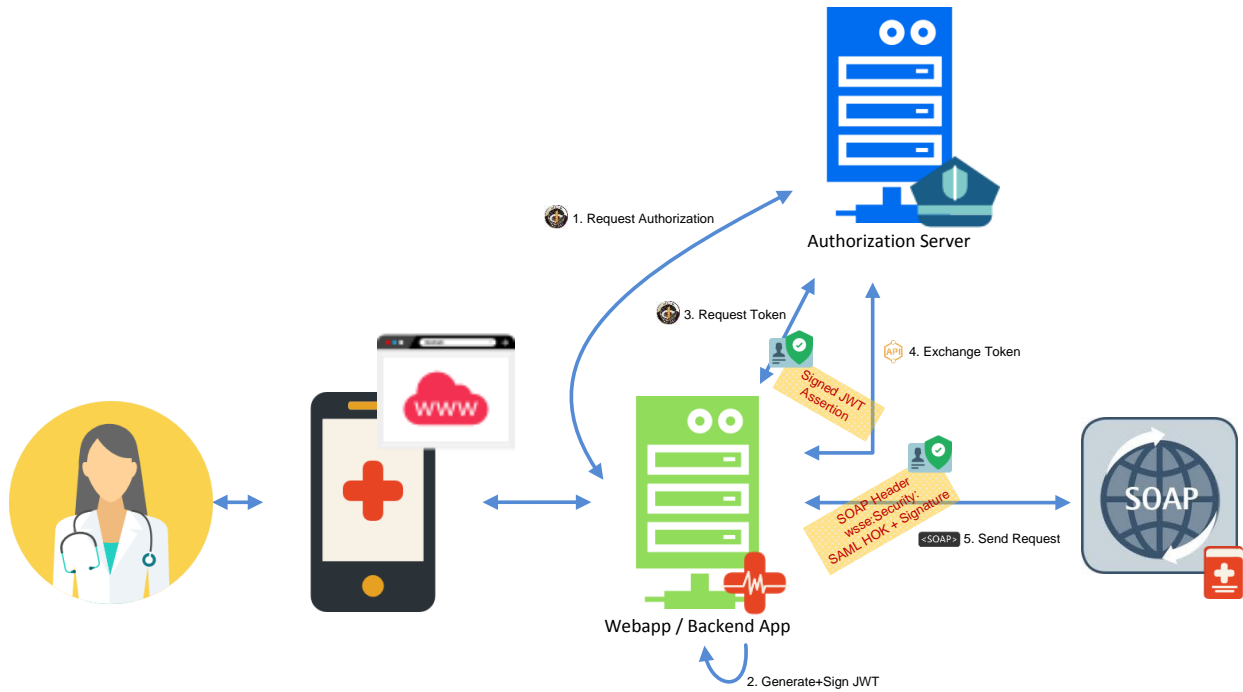 1. Request Authorization
Authorization Server
3. Request Token
API
4. Exchange Token
Signed JWT
Assertion
WWW
SOAP Header
wsse:Security:
SAML HOK + Signature
SOAP
<SOAP> 5. Send Request
Webapp / Backend App
2. Generate+Sign JWT